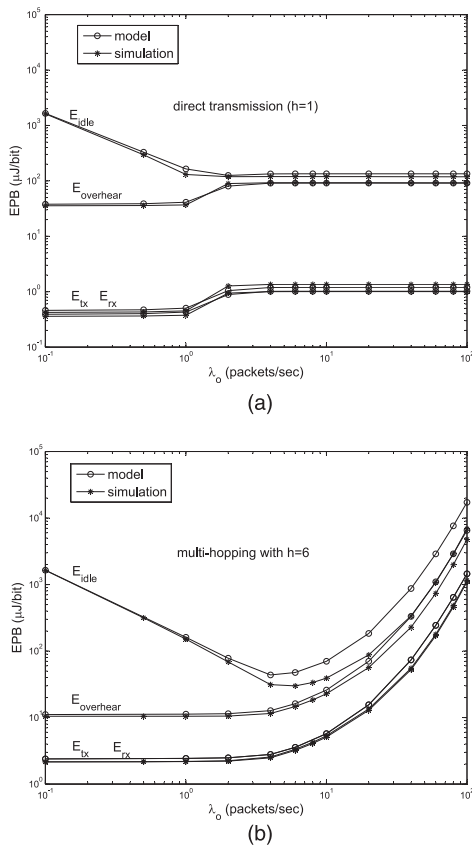 (a)
10^5
10^4
10^3
10^2
10^1
10^0
10^-1
EPB (μJ/bit)
model
simulation
direct transmission (h=1)
E_idle
E_overhear
E_tx E_rx
10^-1
10^0
10^1
10^2
λ_o (packets/sec)
(a)
10^5
10^4
10^3
10^2
10^1
10^0
EPB (μJ/bit)
model
simulation
multi-hopping with h=6
E_idle
E_overhear
E_tx E_rx
10^-1
10^0
10^1
10^2
λ_o (packets/sec)
(b)